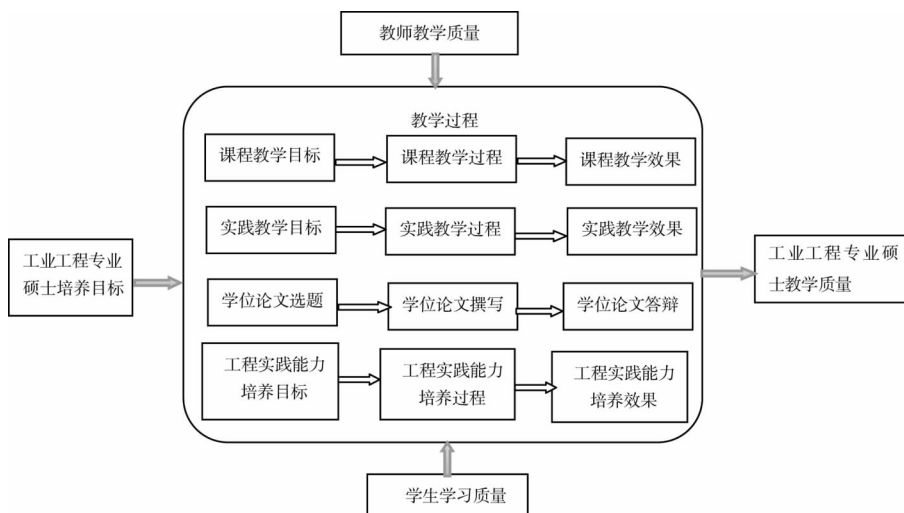 教师教学质量
教学过程
课程教学目标
课程教学过程
课程教学效果
实践教学目标
实践教学过程
实践教学效果
工业工程专业
硕士培养目标
工业工程专业硕
士教学质量
学位论文选题
学位论文撰写
学位论文答辩
工程实践能力
培养目标
工程实践能力
培养过程
工程实践能力
培养效果
学生学习质量